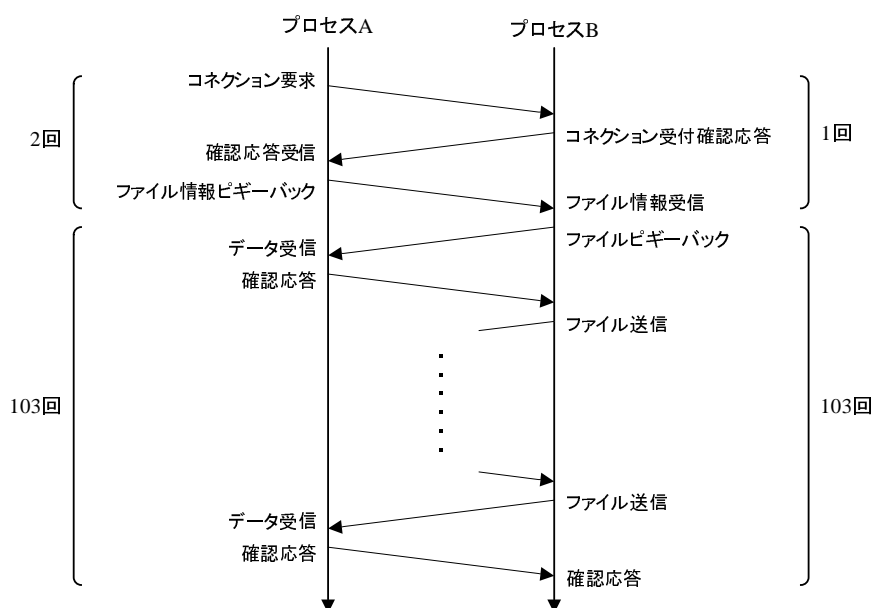 プロセスA
プロセスB
コネクション要求
2回
コネクション受付確認応答
1回
確認応答受信
ファイル情報ピギーバック
ファイル情報受信
ファイルピギーバック
データ受信
確認応答
ファイル送信
103回
103回
ファイル送信
データ受信
確認応答
確認応答